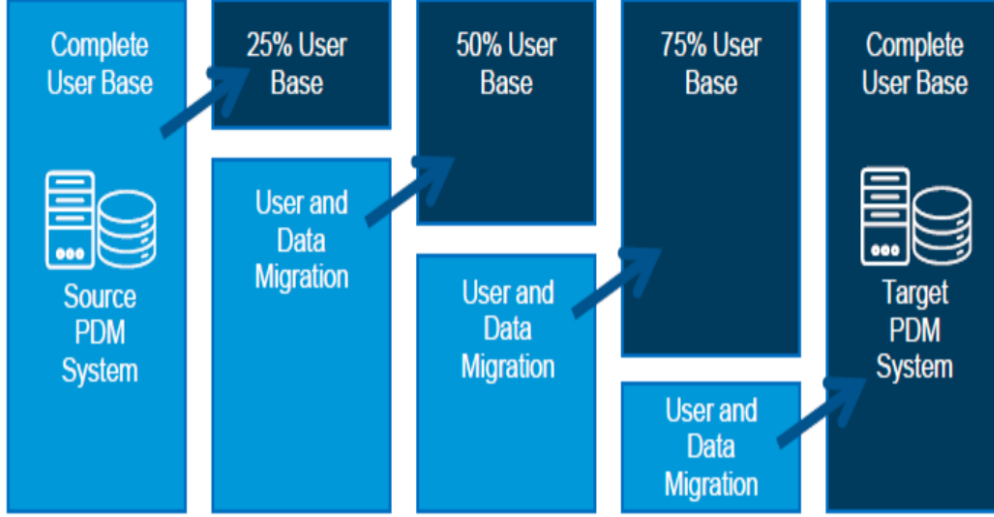 Complete
User Base
Source
PDM
System
25% User
Base
User and
Data
Migration
50% User
Base
User and
Data
Migration
75% User
Base
User and
Data
Migration
Complete
User Base
Target
PDM
System